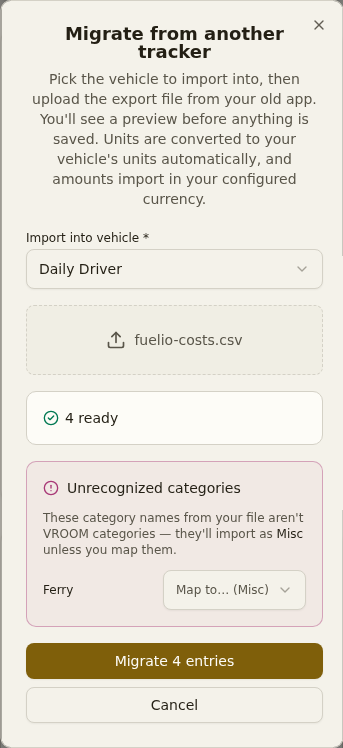 Migrate from another
tracker
Pick the vehicle to import into, then
upload the export file from your old app.
You'll see a preview before anything is
saved. Units are converted to your
vehicle's units automatically, and
amounts import in your configured
currency.
Import into vehicle *
Daily Driver
fuelio-costs.csv
4 ready
Unrecognized categories
These category names from your file aren't
VROOM categories — they'll import as Misc
unless you map them.
Ferry
Map to… (Misc)
Migrate 4 entries
Cancel